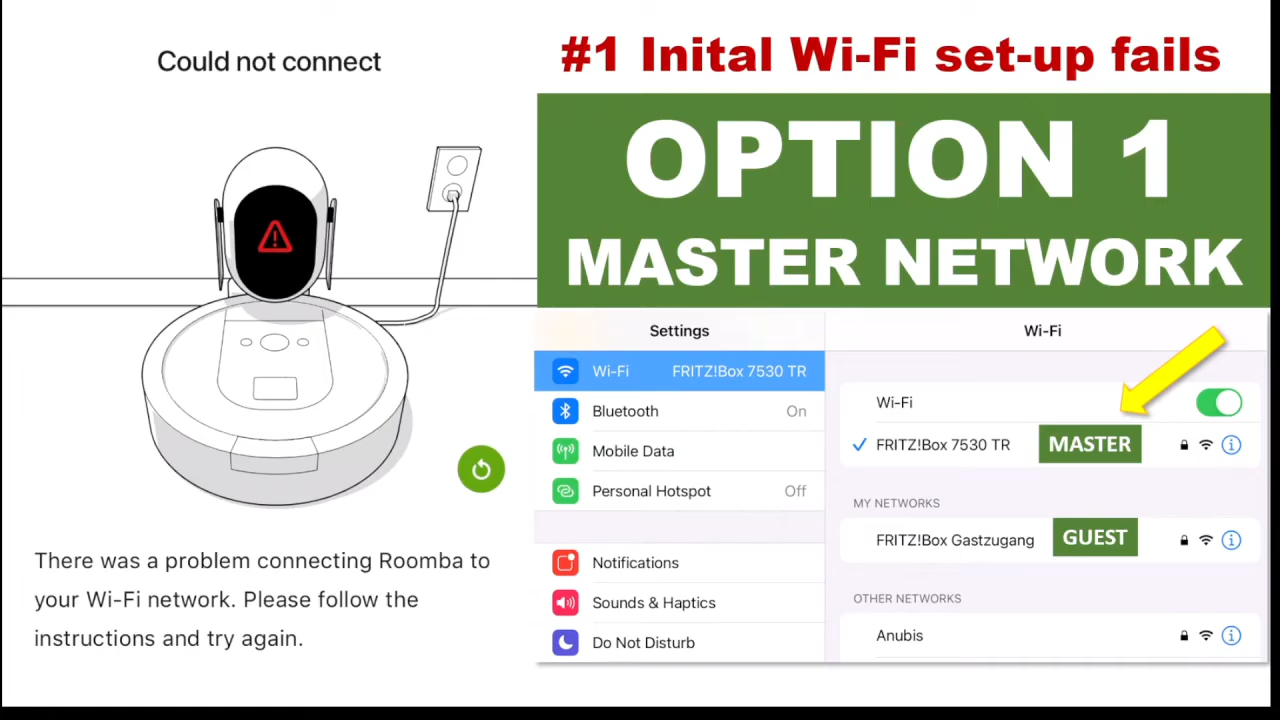 Could not connect
There was a problem connecting Roomba to
your Wi-Fi network. Please follow the
instructions and try again.
#1 Inital Wi-Fi set-up fails
OPTION 1
MASTER NETWORK
Settings
Wi-Fi FRITZ!Box 7530 TR
Bluetooth On
Mobile Data
Personal Hotspot Off
Notifications
Sounds & Haptics
Do Not Disturb
Wi-Fi
Wi-Fi
FRITZ!Box 7530 TR MASTER
MY NETWORKS
FRITZ!Box Gastzugang GUEST
OTHER NETWORKS
Anubis